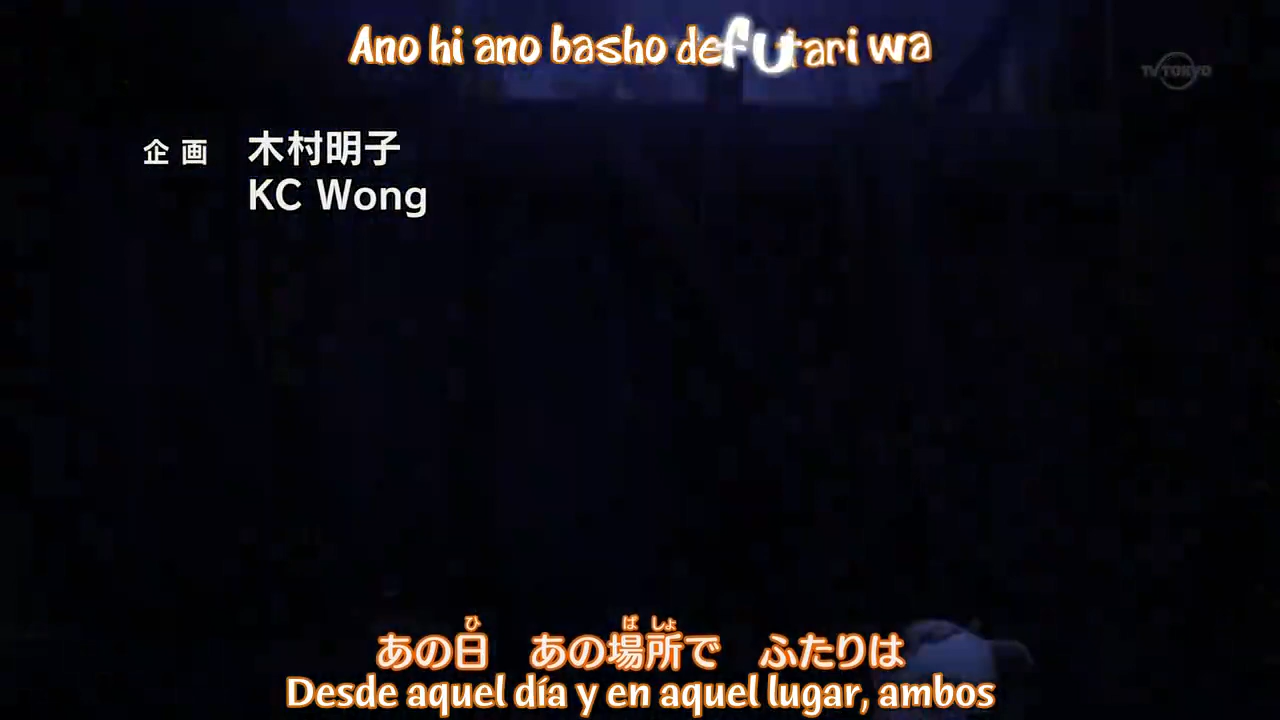 Ano hi ano basho de futari wa
TV TOKYO
企画 木村明子
KC Wong
ひ ば しょ
あの日 あの場所で ふたりは
Desde aquel día y en aquel lugar, ambos